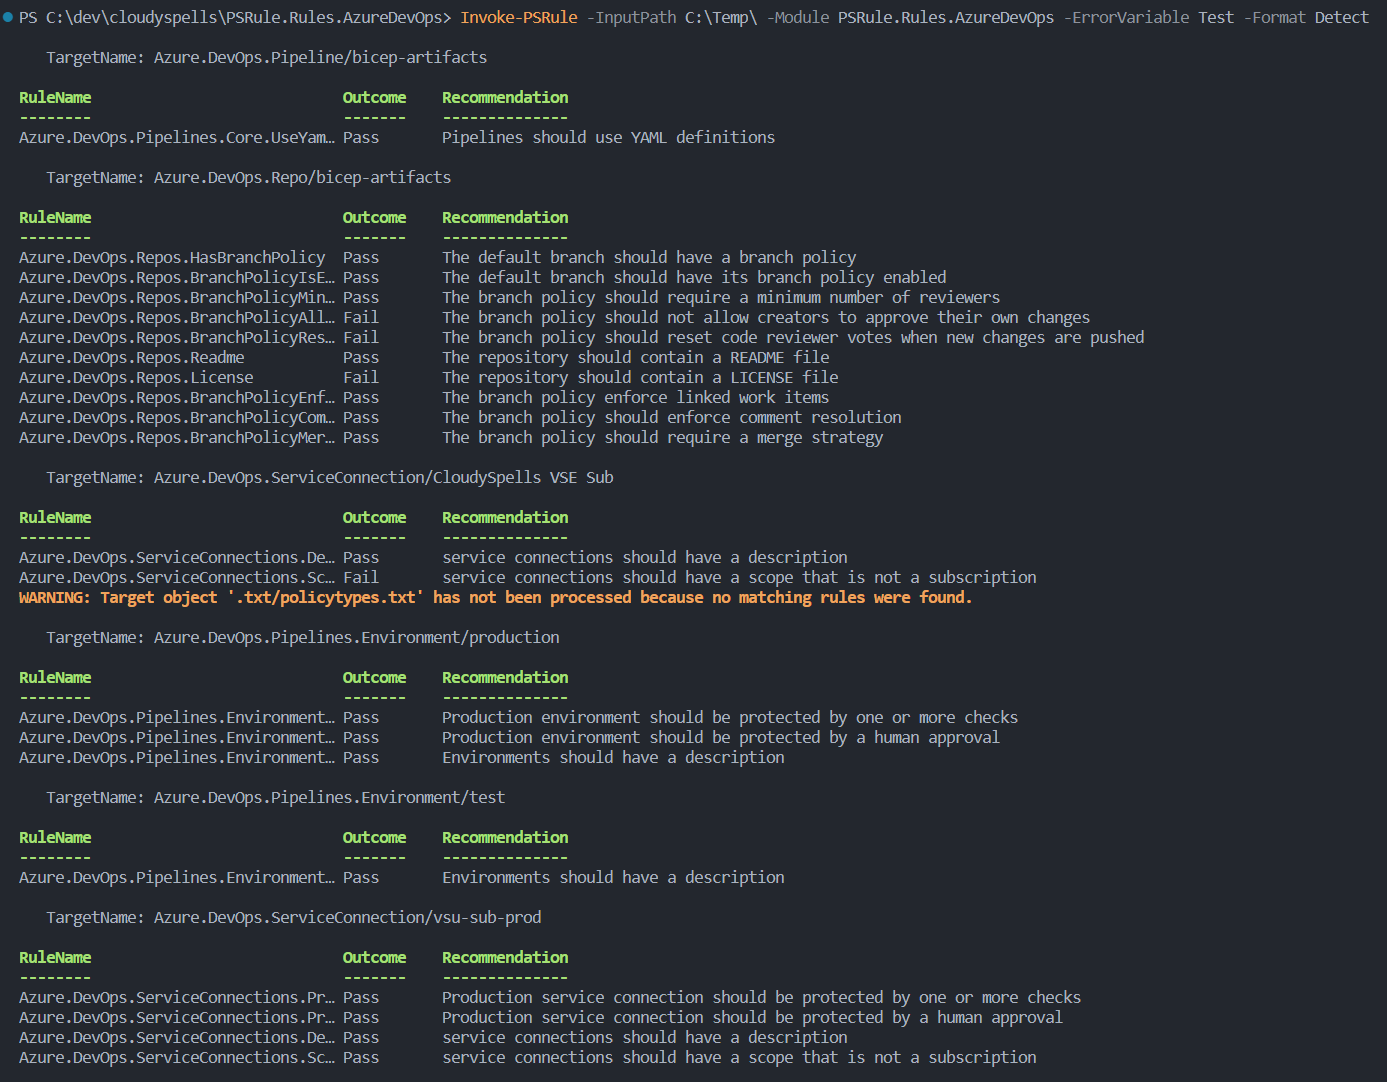 PS C:\dev\cloudyspells\PSRule.Rules.AzureDevOps> Invoke-PSRule -InputPath C:\Temp\ -Module PSRule.Rules.AzureDevOps -ErrorVariable Test -Format Detect
TargetName: Azure.DevOps.Pipeline/bicep-artifacts
RuleName Outcome Recommendation
-------- ------- --------------
Azure.DevOps.Pipelines.Core.UseYam… Pass Pipelines should use YAML definitions
TargetName: Azure.DevOps.Repo/bicep-artifacts
RuleName Outcome Recommendation
-------- ------- --------------
Azure.DevOps.Repos.HasBranchPolicy Pass The default branch should have a branch policy
Azure.DevOps.Repos.BranchPolicyIsE… Pass The default branch should have its branch policy enabled
Azure.DevOps.Repos.BranchPolicyMin… Pass The branch policy should require a minimum number of reviewers
Azure.DevOps.Repos.BranchPolicyAll… Fail The branch policy should not allow creators to approve their own changes
Azure.DevOps.Repos.BranchPolicyRes… Fail The branch policy should reset code reviewer votes when new changes are pushed
Azure.DevOps.Repos.Readme Pass The repository should contain a README file
Azure.DevOps.Repos.License Fail The repository should contain a LICENSE file
Azure.DevOps.Repos.BranchPolicyEnf… Pass The branch policy enforce linked work items
Azure.DevOps.Repos.BranchPolicyCom… Pass The branch policy should enforce comment resolution
Azure.DevOps.Repos.BranchPolicyMer… Pass The branch policy should require a merge strategy
TargetName: Azure.DevOps.ServiceConnection/CloudySpells VSE Sub
RuleName Outcome Recommendation
-------- ------- --------------
Azure.DevOps.ServiceConnections.De… Pass service connections should have a description
Azure.DevOps.ServiceConnections.Sc… Fail service connections should have a scope that is not a subscription
WARNING: Target object '.txt/policytypes.txt' has not been processed because no matching rules were found.
TargetName: Azure.DevOps.Pipelines.Environment/production
RuleName Outcome Recommendation
-------- ------- --------------
Azure.DevOps.Pipelines.Environment… Pass Production environment should be protected by one or more checks
Azure.DevOps.Pipelines.Environment… Pass Production environment should be protected by a human approval
Azure.DevOps.Pipelines.Environment… Pass Environments should have a description
TargetName: Azure.DevOps.Pipelines.Environment/test
RuleName Outcome Recommendation
-------- ------- --------------
Azure.DevOps.Pipelines.Environment… Pass Environments should have a description
TargetName: Azure.DevOps.ServiceConnection/vsu-sub-prod
RuleName Outcome Recommendation
-------- ------- --------------
Azure.DevOps.ServiceConnections.Pr… Pass Production service connection should be protected by one or more checks
Azure.DevOps.ServiceConnections.Pr… Pass Production service connection should be protected by a human approval
Azure.DevOps.ServiceConnections.De… Pass service connections should have a description
Azure.DevOps.ServiceConnections.Sc… Pass service connections should have a scope that is not a subscription